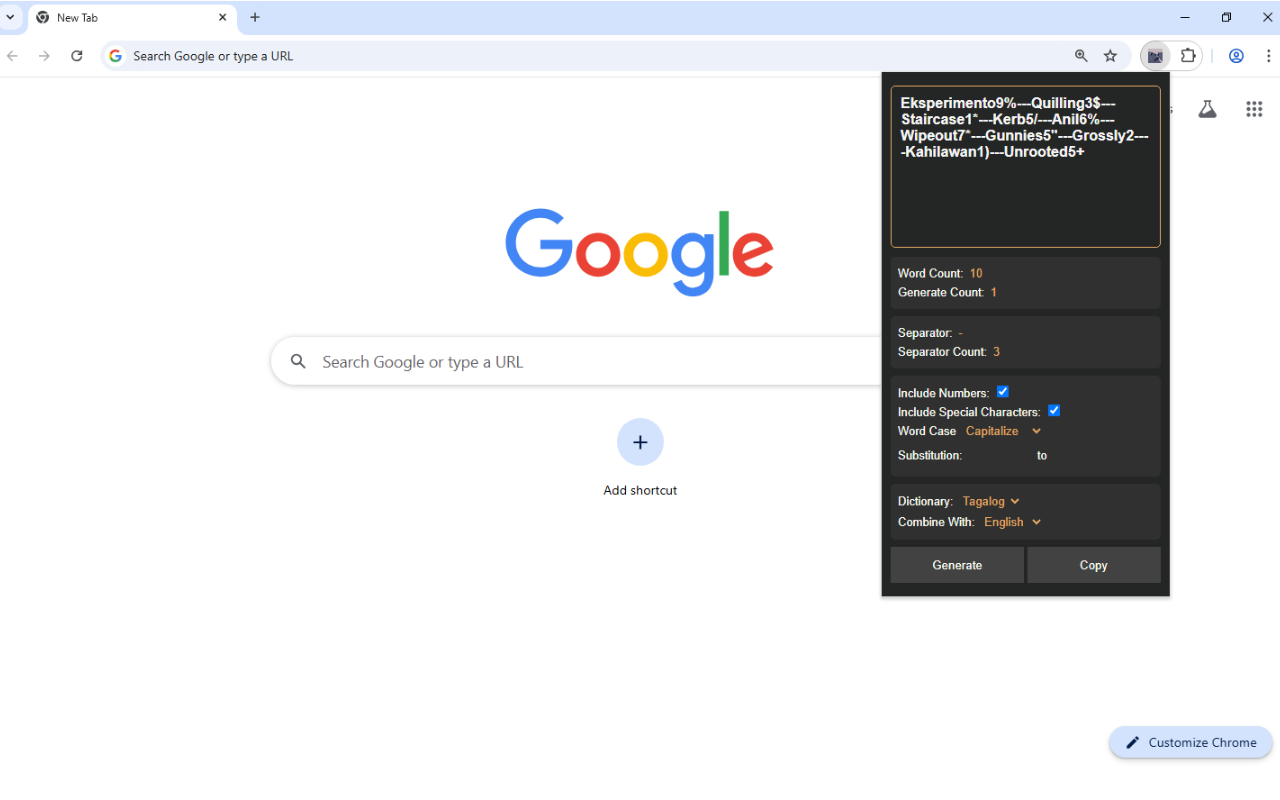 New Tab
Search Google or type a URL
Eksperimento9%---Quilling3$---
Staircase1*---Kerb5/---Anil6%---
Wipeout7*---Gunnies5"---Grossly2---
-Kahilawan1)---Unrooted5+
Google
Word Count: 10
Generate Count: 1
Separator: -
Separator Count: 3
Search Google or type a URL
Include Numbers:
Include Special Characters:
Word Case Capitalize
Substitution: to
Add shortcut
Dictionary: Tagalog
Combine With: English
Generate Copy
Customize Chrome